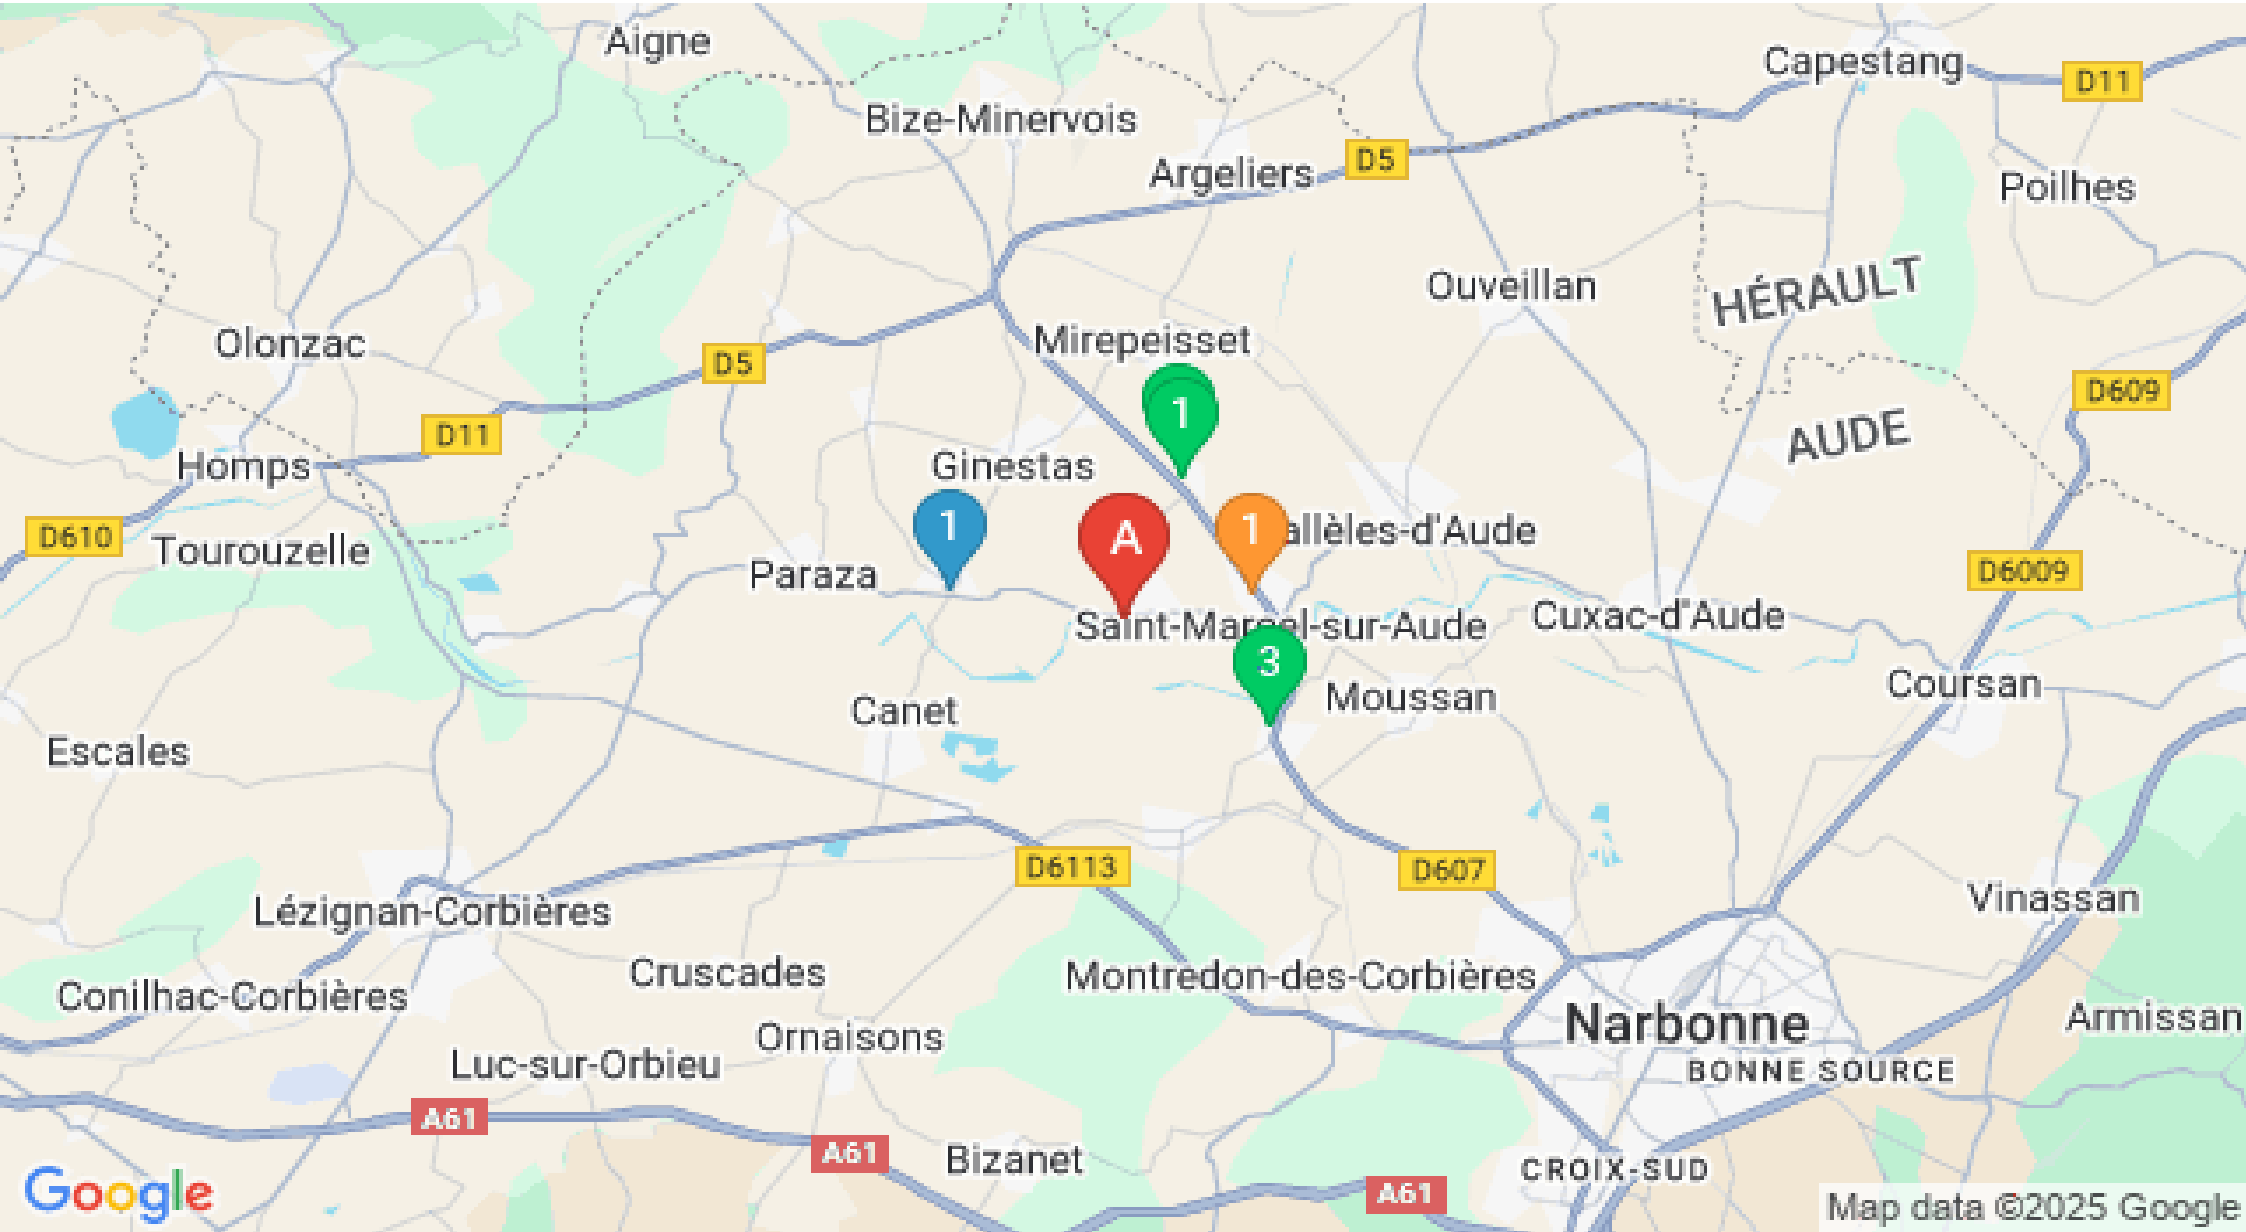 Aigne
Capestang
D11
Bize-Minervois
D5
Argeliers
Poilhes
HÉRAULT
Ouveillan
Olonzac
Mirepeisset
D5
D609
1
D11
AUDE
Homps
Ginestas
1
A
1
allèles-d'Aude
D610
Tourouzelle
Paraza
D6009
Saint-Marcel-sur-Aude
Cuxac-d'Aude
3
Coursan
Canet
Moussan
Escales
D6113
D607
Vinassan
Lézignan-Corbières
Cruscades
Montredon-des-Corbières
Conilhac-Corbières
Narbonne
Armissan
Ornaisons
Luc-sur-Orbieu
BONNE SOURCE
A61
A61
Bizanet
CROIX-SUD
Google
A61
Map data ©2025 Google